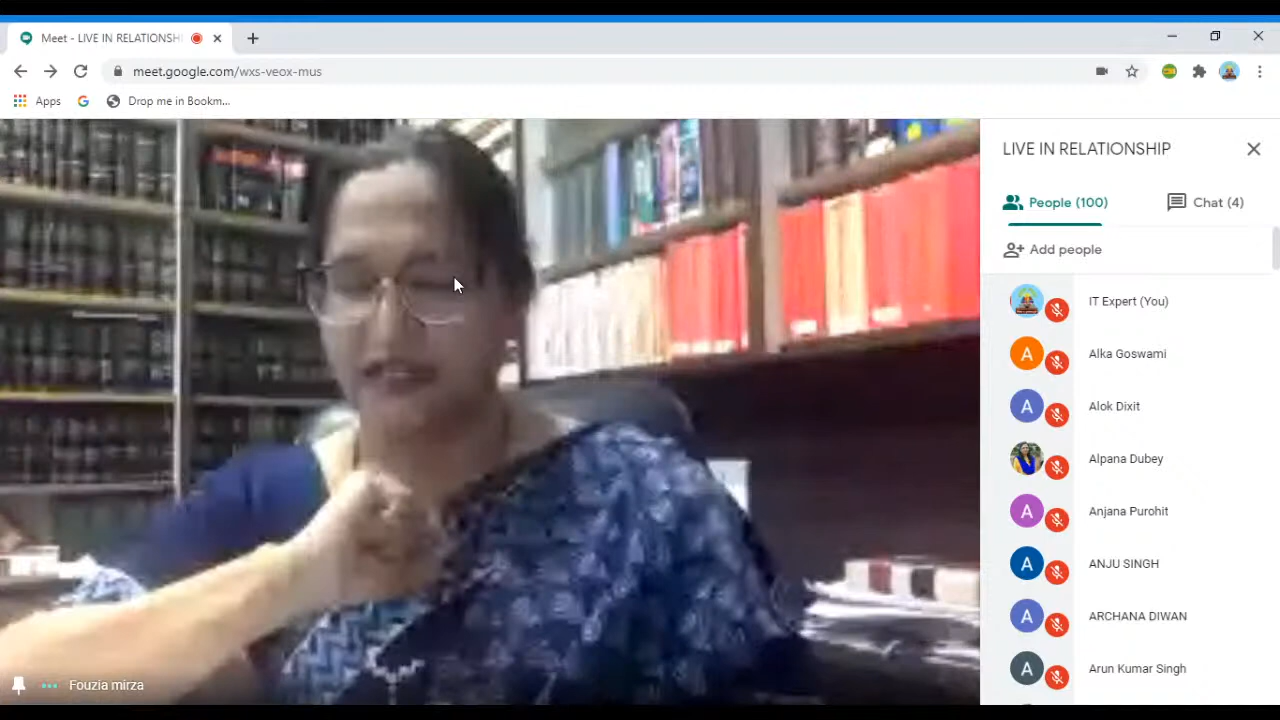 Meet - LIVE IN RELATIONSH
meet.google.com/wxs-veox-mus
Apps
Drop me in Bookm...
LIVE IN RELATIONSHIP
People (100)
Chat (4)
Add people
IT Expert (You)
A Alka Goswami
A Alok Dixit
Alpana Dubey
A Anjana Purohit
A ANJU SINGH
A ARCHANA DIWAN
A Arun Kumar Singh
Fouzia mirza